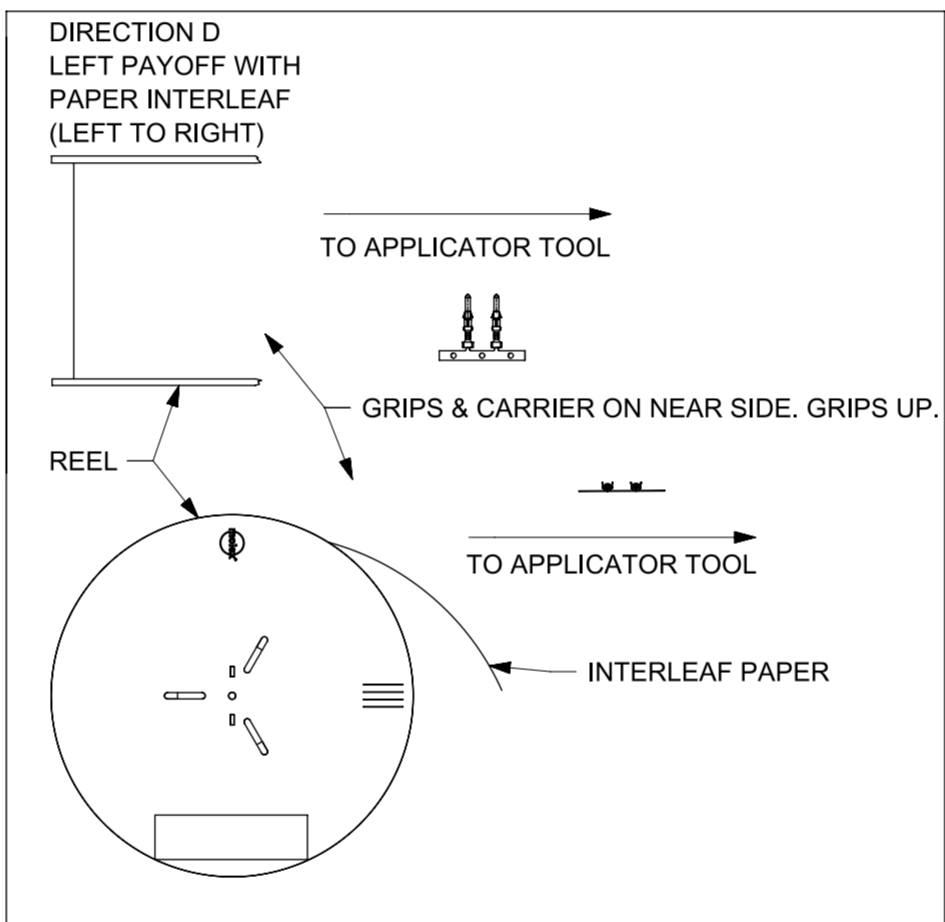 DIRECTION D
LEFT PAYOFF WITH
PAPER INTERLEAF
(LEFT TO RIGHT)
TO APPLICATOR TOOL
GRIPS & CARRIER ON NEAR SIDE. GRIPS UP.
REEL
TO APPLICATOR TOOL
INTERLEAF PAPER